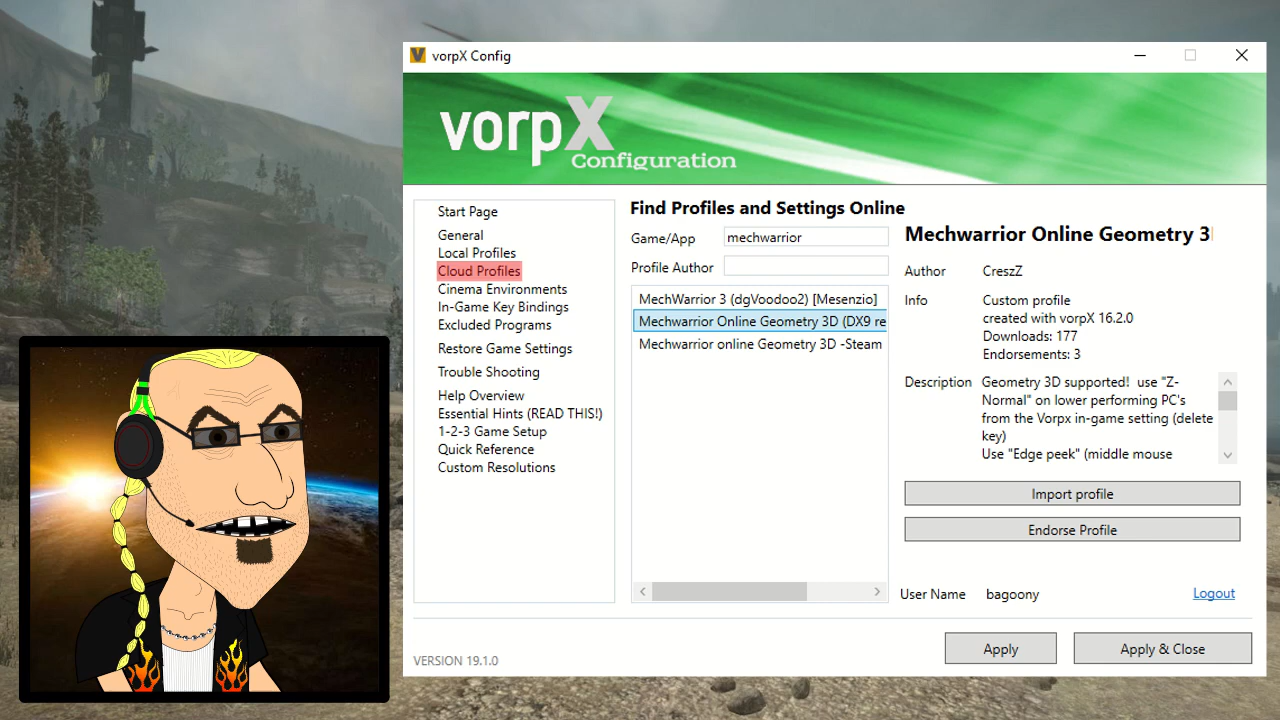 vorpX Config
vorpX
Configuration
Start Page
General
Local Profiles
Cloud Profiles
Cinema Environments
In-Game Key Bindings
Excluded Programs
Restore Game Settings
Trouble Shooting
Help Overview
Essential Hints (READ THIS!)
1-2-3 Game Setup
Quick Reference
Custom Resolutions
Find Profiles and Settings Online
Game/App mechwarrior
Profile Author
MechWarrior 3 (dgVoodoo2) [Mesenzio]
Mechwarrior Online Geometry 3D (DX9 re
Mechwarrior online Geometry 3D -Steam
Mechwarrior Online Geometry 3
Author CreszZ
Info Custom profile
created with vorpX 16.2.0
Downloads: 177
Endorsements: 3
Description Geometry 3D supported!  use "Z-
Normal" on lower performing PC's
from the Vorpx in-game setting (delete
key)
Use "Edge peek" (middle mouse
Import profile
Endorse Profile
User Name bagoony Logout
VERSION 19.1.0
Apply
Apply & Close